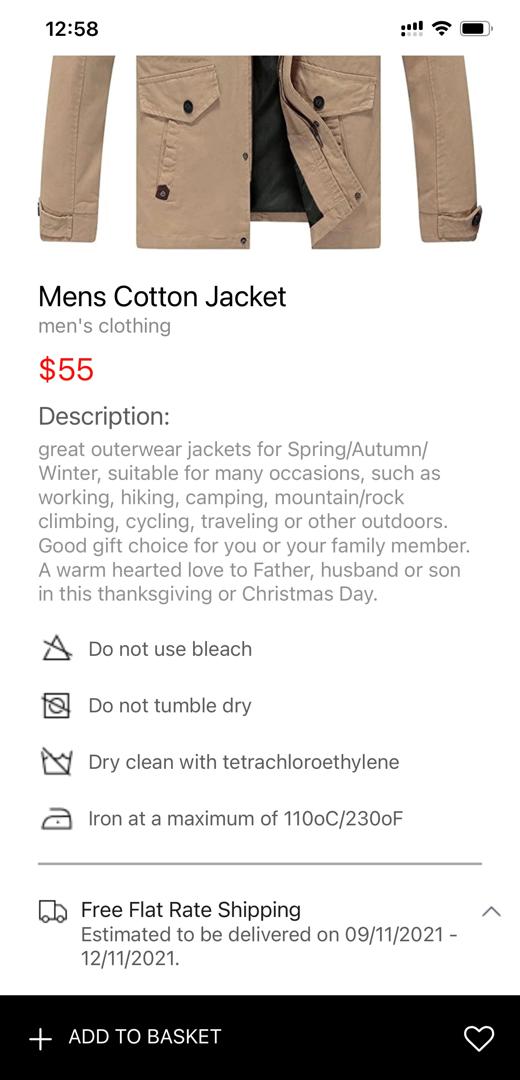 12:58
Mens Cotton Jacket
men's clothing
$55
Description:
great outerwear jackets for Spring/Autumn/
Winter, suitable for many occasions, such as
working, hiking, camping, mountain/rock
climbing, cycling, traveling or other outdoors.
Good gift choice for you or your family member.
A warm hearted love to Father, husband or son
in this thanksgiving or Christmas Day.
Do not use bleach
Do not tumble dry
Dry clean with tetrachloroethylene
Iron at a maximum of 110oC/230oF
Free Flat Rate Shipping
Estimated to be delivered on 09/11/2021 -
12/11/2021.
ADD TO BASKET